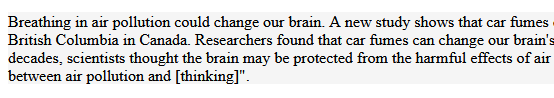 Breathing in air pollution could change our brain. A new study shows that car fumes
British Columbia in Canada. Researchers found that car fumes can change our brain's
decades, scientists thought the brain may be protected from the harmful effects of air
between air pollution and [thinking]".